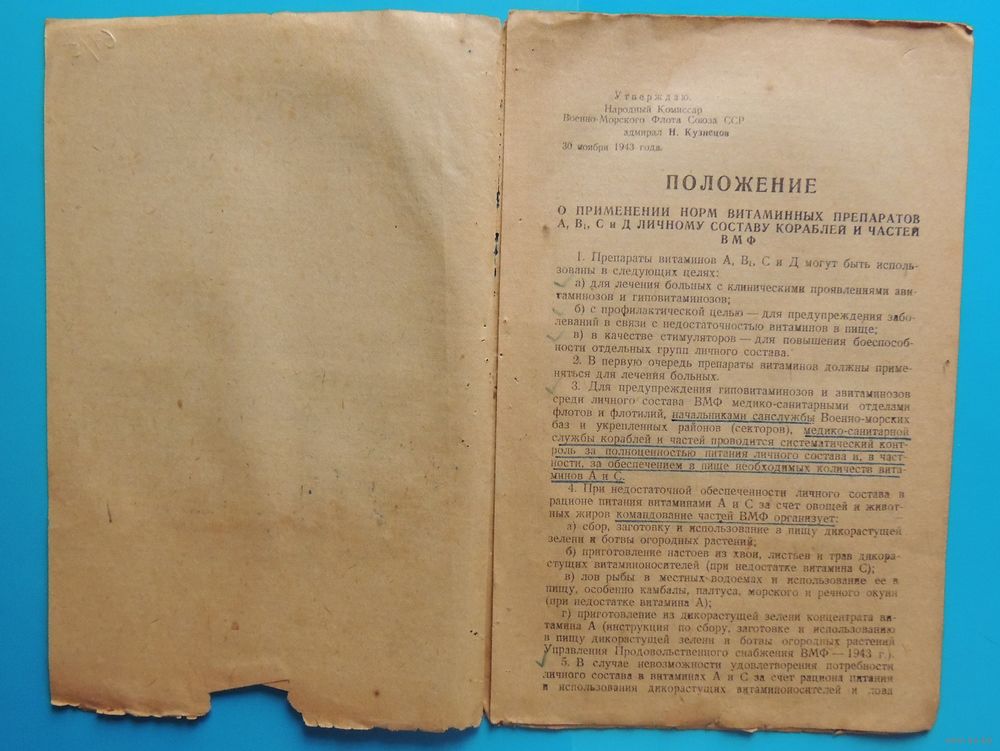 Утверждаю.
Народный Комиссар
Военно-Морского Флота Союза ССР
адмирал Н. Кузнецов
30 ноября 1943 года.
ПОЛОЖЕНИЕ
О ПРИМЕНЕНИИ НОРМ ВИТАМИННЫХ ПРЕПАРАТОВ
А, В₁, С и Д ЛИЧНОМУ СОСТАВУ КОРАБЛЕЙ И ЧАСТЕЙ
ВМФ
1. Препараты витаминов А, В₁, С и Д могут быть исполь-
зованы в следующих целях:
а) для лечения больных с клиническими проявлениями ави-
таминозов и гиповитаминозов;
б) с профилактической целью — для предупреждения забо-
леваний в связи с недостаточностью витаминов в пище;
в) в качестве стимуляторов — для повышения боеспособ-
ности отдельных групп личного состава.
2. В первую очередь препараты витаминов должны приме-
няться для лечения больных.
3. Для предупреждения гиповитаминозов и авитаминозов
среди личного состава ВМФ медико-санитарными отделами
флотов и флотилий, начальниками санслужбы Военно-морских
баз и укрепленных районов (секторов), медико-санитарной
службы кораблей и частей проводится систематический конт-
роль за полноценностью питания личного состава и, в част-
ности, за обеспечением в пище необходимых количеств вита-
минов А и С.
4. При недостаточной обеспеченности личного состава в
рационе питания витаминами А и С за счет овощей и живот-
ных жиров командование частей ВМФ организует:
а) сбор, заготовку и использование в пищу дикорастущей
зелени и ботвы огородных растений;
б) приготовление настоев из хвои, листьев и трав дикора-
стущих витаминоносителей (при недостатке витамина С);
в) лов рыбы в местных водоемах и использование ее в
пищу, особенно камбалы, палтуса, морского и речного окуня
(при недостатке витамина А);
г) приготовление из дикорастущей зелени концентрата ви-
тамина А (инструкция по сбору, заготовке и использованию
в пищу дикорастущей зелени и ботвы огородных растений
Управления Продовольственного снабжения ВМФ — 1943 г.).
5. В случае невозможности удовлетворения потребности
личного состава в витаминах А и С за счет рациона питания
и использования дикорастущих витаминоносителей и лова